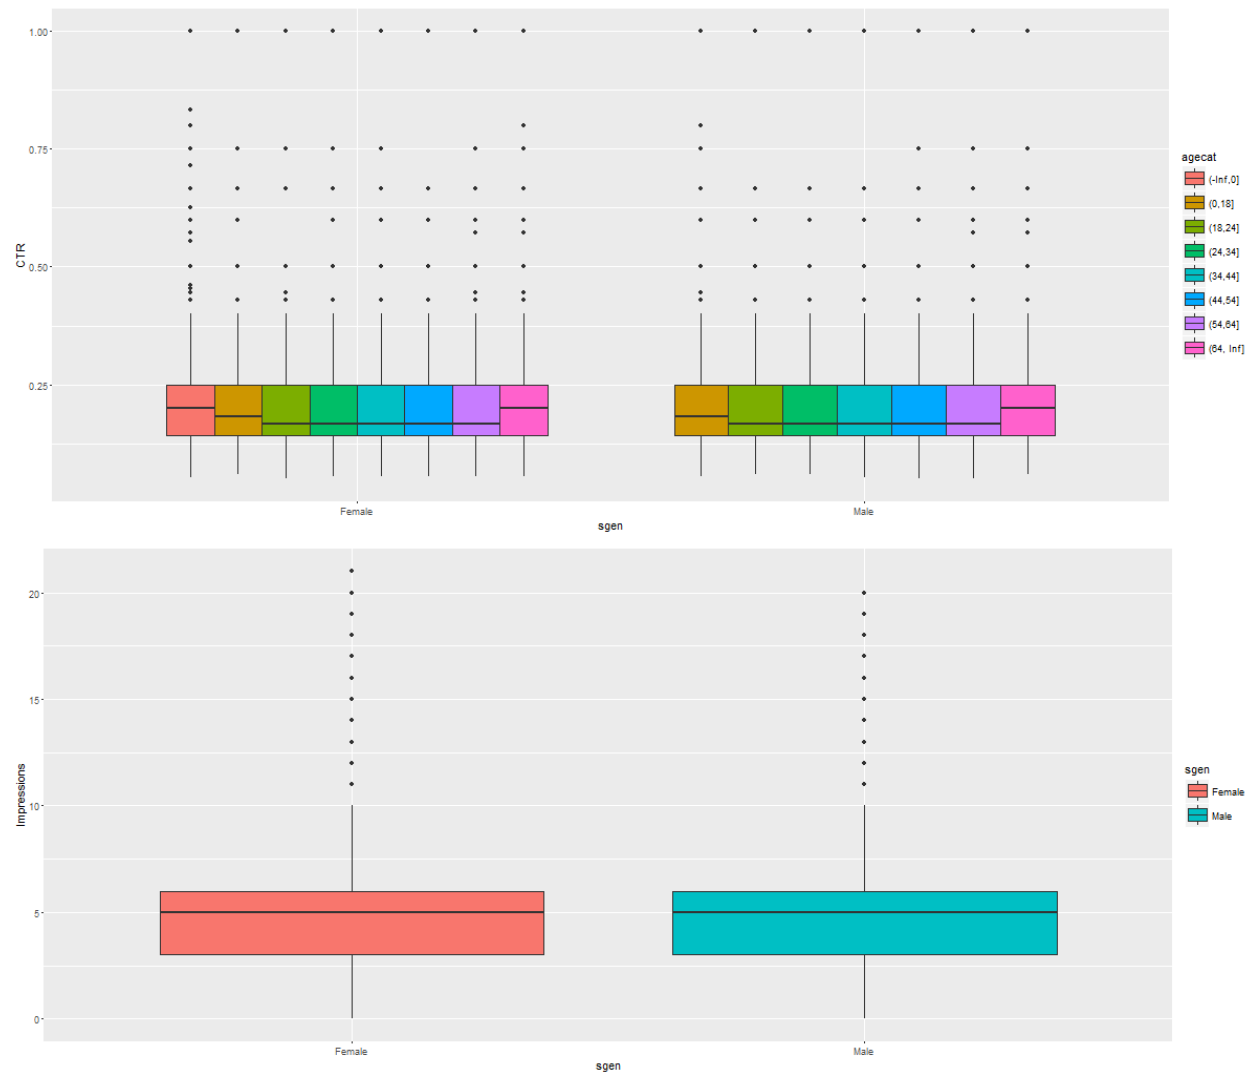 1.00
0.75
0.50
0.25
CTR
Female
Male
sgen
agecat
(-Inf,0]
(0,18]
(18,24]
(24,34]
(34,44]
(44,54]
(54,64]
(64, Inf]
20
15
10
5
0
Impressions
Female
Male
sgen
sgen
Female
Male